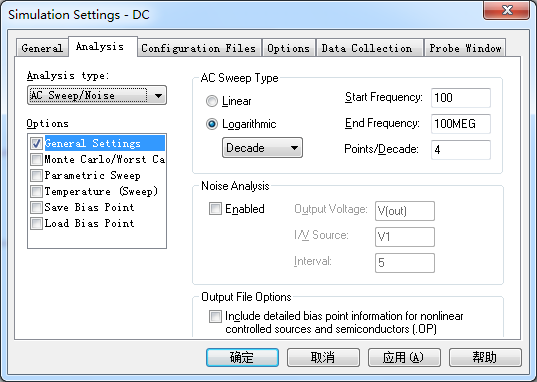 Simulation Settings - DC
General
Analysis
Configuration Files
Options
Data Collection
Probe Window
Analysis type:
AC Sweep/Noise
Options
General Settings
Monte Carlo/Worst Ca
Parametric Sweep
Temperature (Sweep)
Save Bias Point
Load Bias Point
AC Sweep Type
Linear
Logarithmic
Decade
Start Frequency: 100
End Frequency: 100MEG
Points/Decade: 4
Noise Analysis
Enabled
Output Voltage: V(out)
I/V Source: V1
Interval: 5
Output File Options
Include detailed bias point information for nonlinear
controlled sources and semiconductors (.OP)
确定
取消
应用(A)
帮助